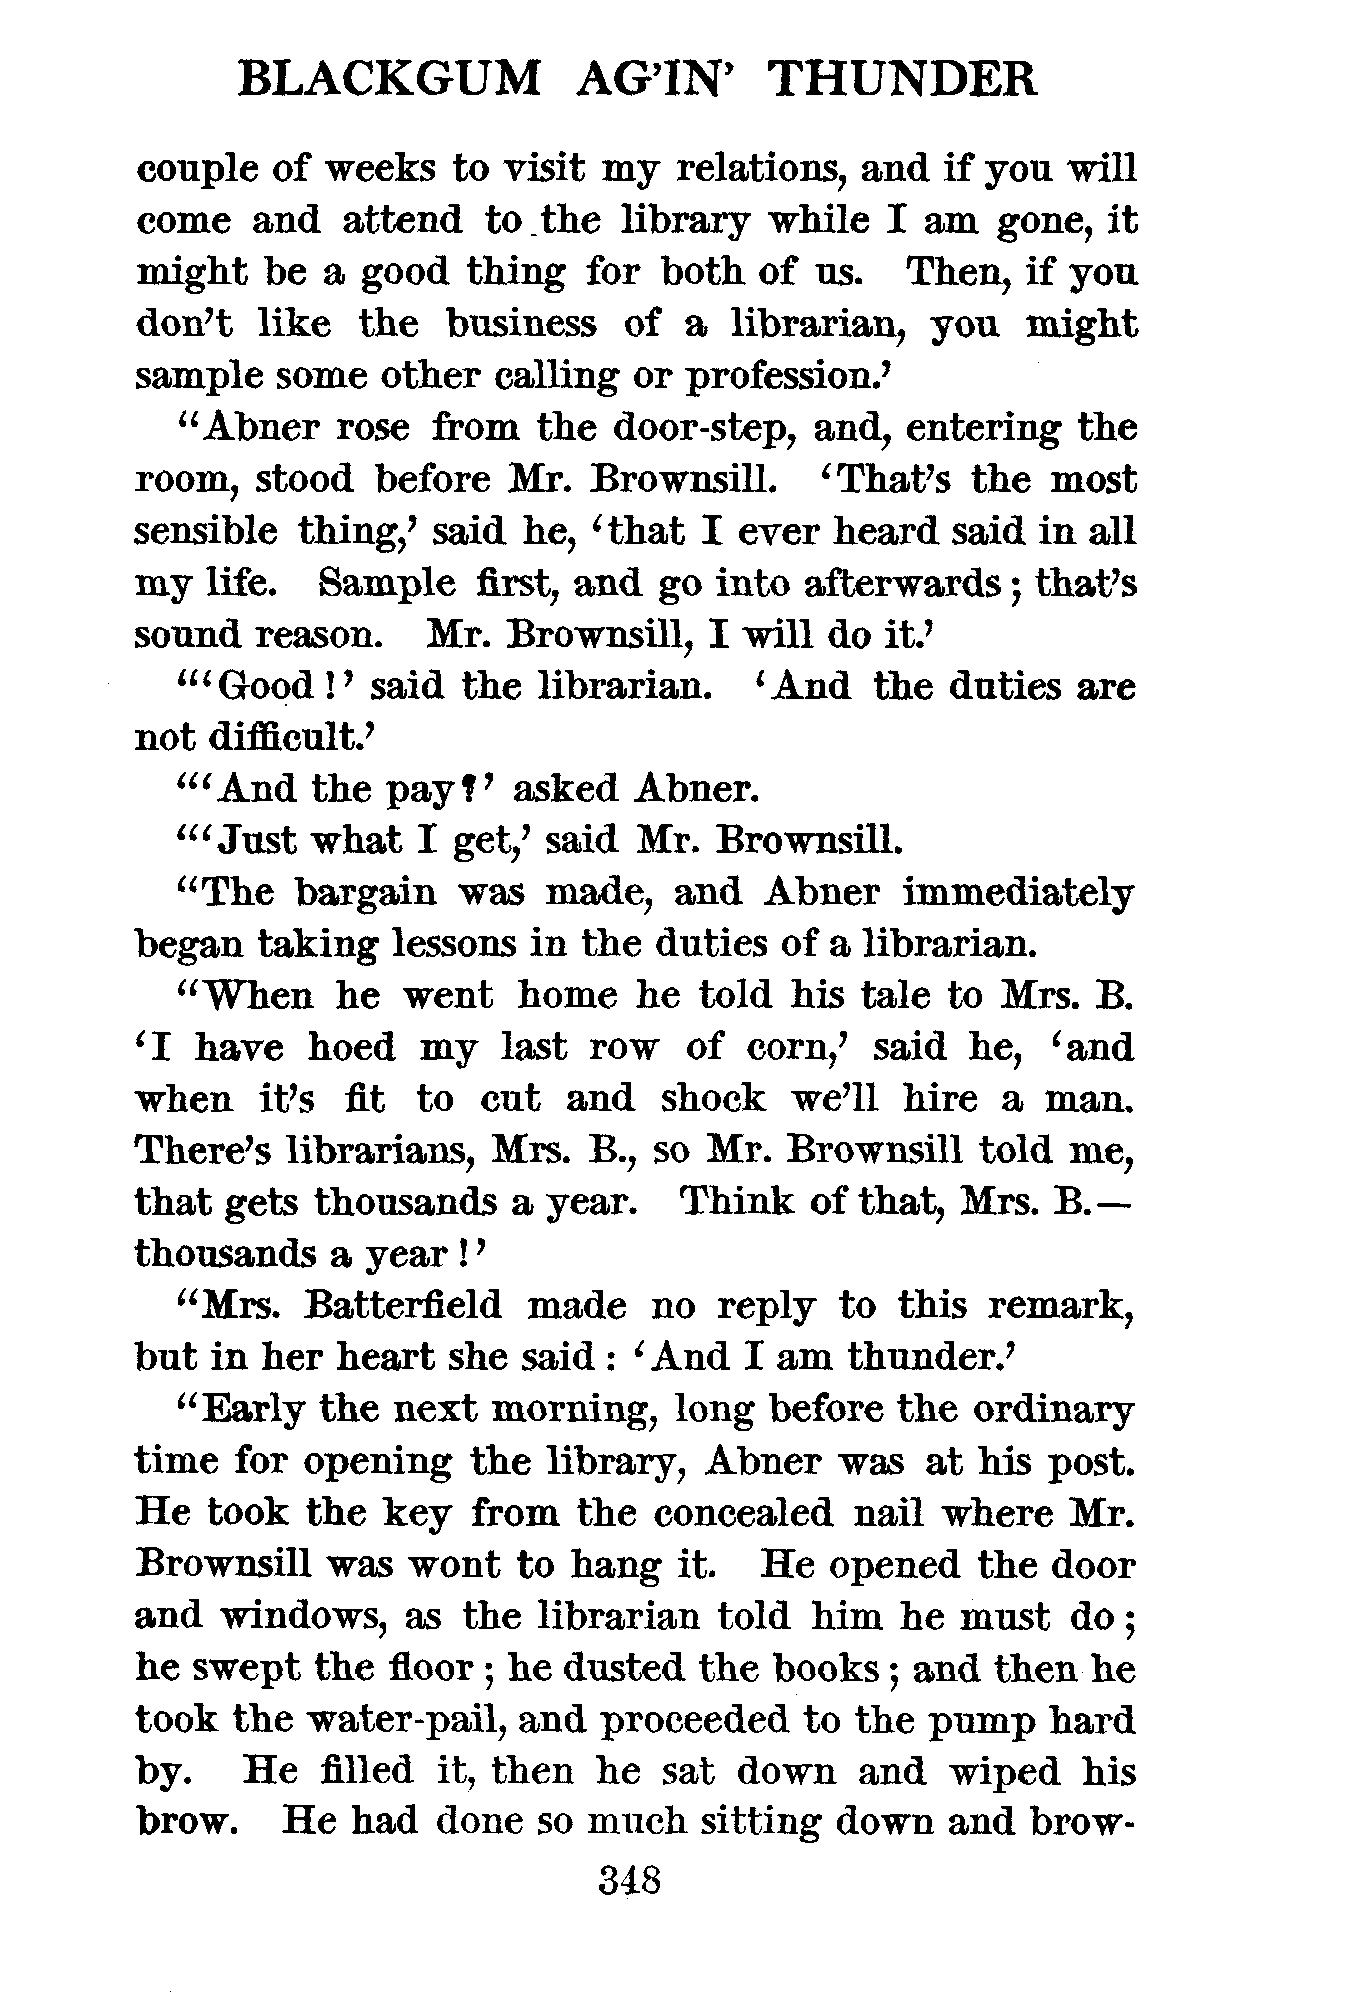 BLACKGUM AG'IN' THUNDER
couple of weeks to visit my relations, and if you will
come and attend to the library while I am gone, it
might be a good thing for both of us. Then, if you
don't like the business of a librarian, you might
sample some other calling or profession.'
"Abner rose from the door-step, and, entering the
room, stood before Mr. Brownsill. 'That's the most
sensible thing,' said he, 'that I ever heard said in all
my life. Sample first, and go into afterwards; that's
sound reason. Mr. Brownsill, I will do it.'
"'Good!' said the librarian. 'And the duties are
not difficult.'
"'And the pay?' asked Abner.
"'Just what I get,' said Mr. Brownsill.
"The bargain was made, and Abner immediately
began taking lessons in the duties of a librarian.
"When he went home he told his tale to Mrs. B.
'I have hoed my last row of corn,' said he, 'and
when it's fit to cut and shock we'll hire a man.
There's librarians, Mrs. B., so Mr. Brownsill told me,
that gets thousands a year. Think of that, Mrs. B.—
thousands a year!'
"Mrs. Batterfield made no reply to this remark,
but in her heart she said: 'And I am thunder.'
"Early the next morning, long before the ordinary
time for opening the library, Abner was at his post.
He took the key from the concealed nail where Mr.
Brownsill was wont to hang it. He opened the door
and windows, as the librarian told him he must do;
he swept the floor; he dusted the books; and then he
took the water-pail, and proceeded to the pump hard
by. He filled it, then he sat down and wiped his
brow. He had done so much sitting down and brow-
348